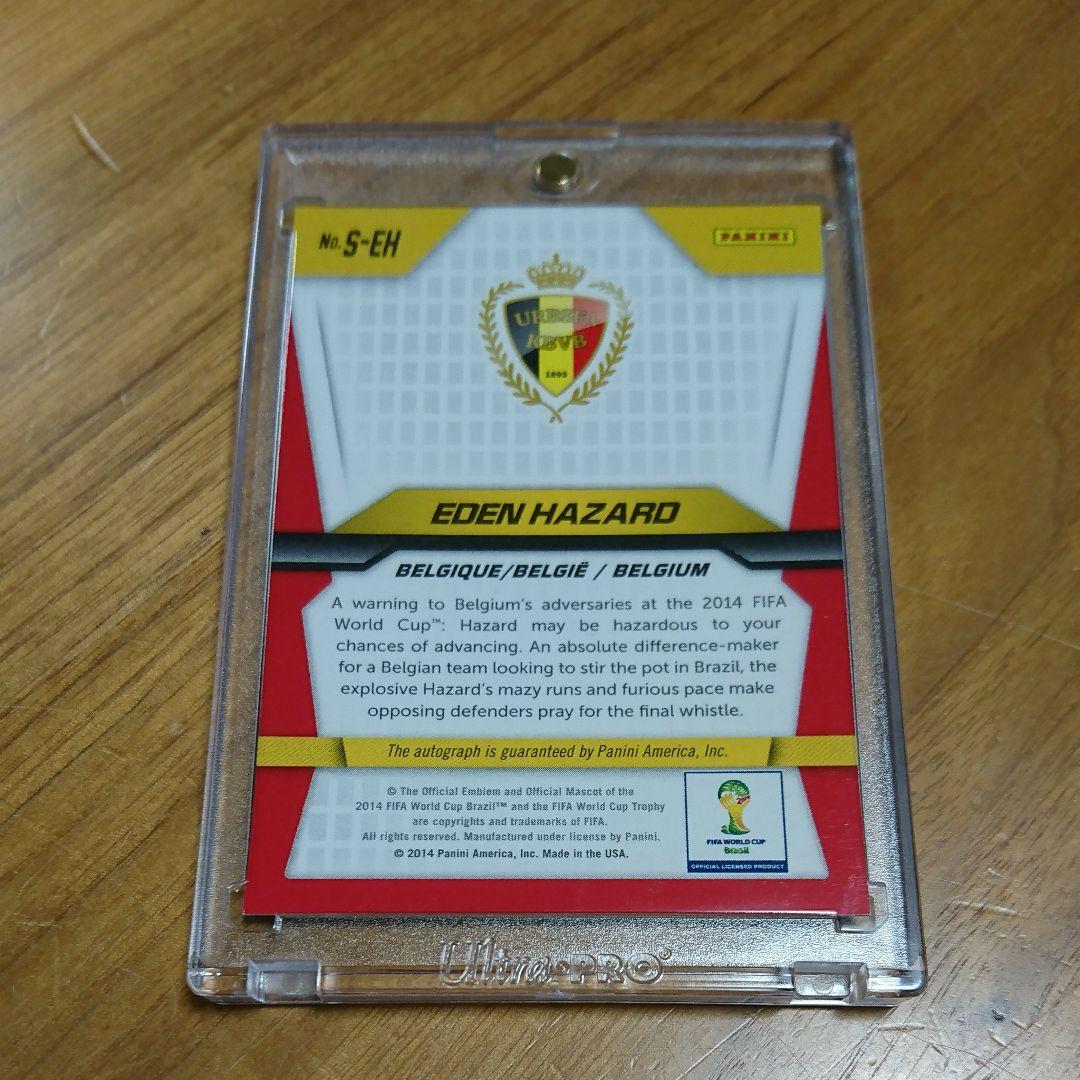 No. S-EH
PANINI
URBSFA
KBVB
1895
EDEN HAZARD
BELGIQUE/BELGIË / BELGIUM
A warning to Belgium's adversaries at the 2014 FIFA
World Cup™: Hazard may be hazardous to your
chances of advancing. An absolute difference-maker
for a Belgian team looking to stir the pot in Brazil, the
explosive Hazard's mazy runs and furious pace make
opposing defenders pray for the final whistle.
The autograph is guaranteed by Panini America, Inc.
© The Official Emblem and Official Mascot of the
2014 FIFA World Cup Brazil™ and the FIFA World Cup Trophy
are copyrights and trademarks of FIFA.
All rights reserved. Manufactured under license by Panini.
© 2014 Panini America, Inc. Made in the USA.
2014
FIFA WORLD CUP
Brasil
OFFICIAL LICENSED PRODUCT
Ultra•PRO®